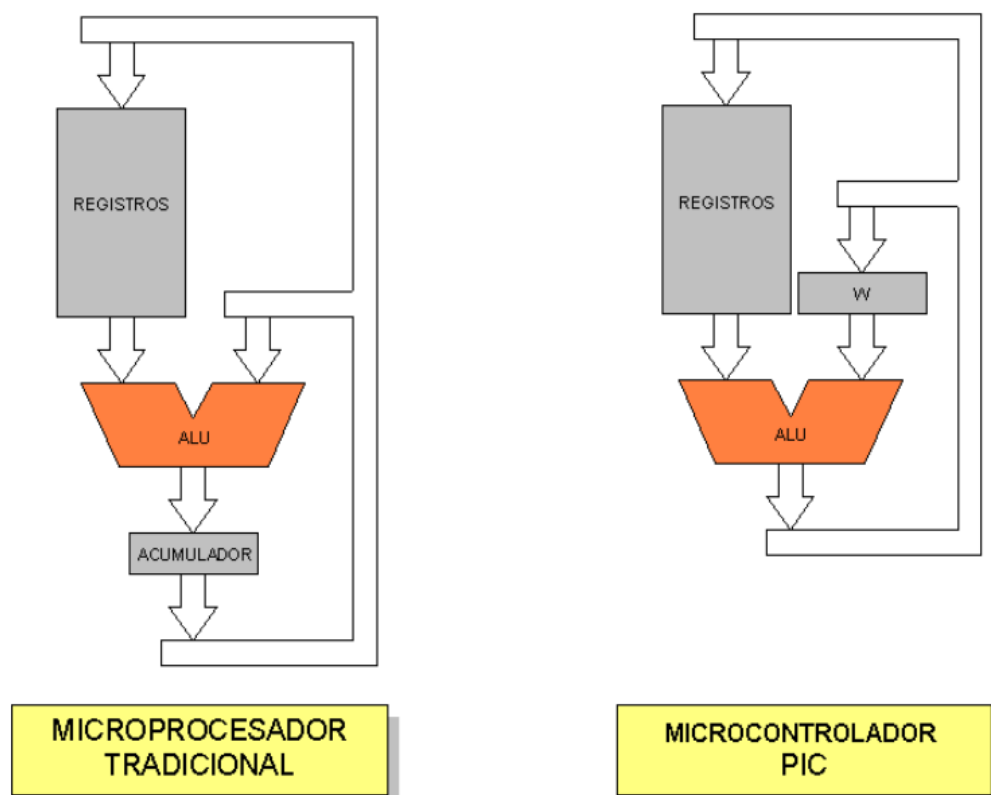 REGISTROS
ALU
ACUMULADOR
MICROPROCESADOR
TRADICIONAL
REGISTROS
W
ALU
MICROCONTROLADOR
PIC